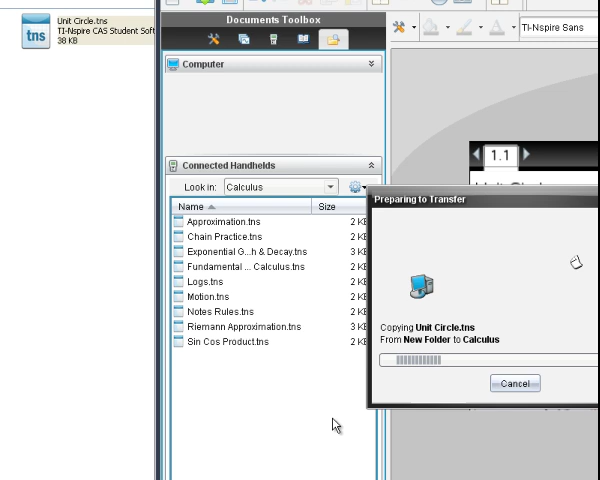 Unit Circle.tns
TI-Nspire CAS Student Soft
38 KB
tns
Documents Toolbox
TI-Nspire Sans
Computer
1.1
Connected Handhelds
Look in: Calculus
Name Size
Approximation.tns 2 KB
Chain Practice.tns 2 KB
Exponential G...h & Decay.tns 3 KB
Fundamental ... Calculus.tns 2 KB
Logs.tns 2 KB
Motion.tns 2 KB
Notes Rules.tns 2 KB
Riemann Approximation.tns 3 KB
Sin Cos Product.tns 2 KB
Preparing to Transfer
Copying Unit Circle.tns
From New Folder to Calculus
Cancel